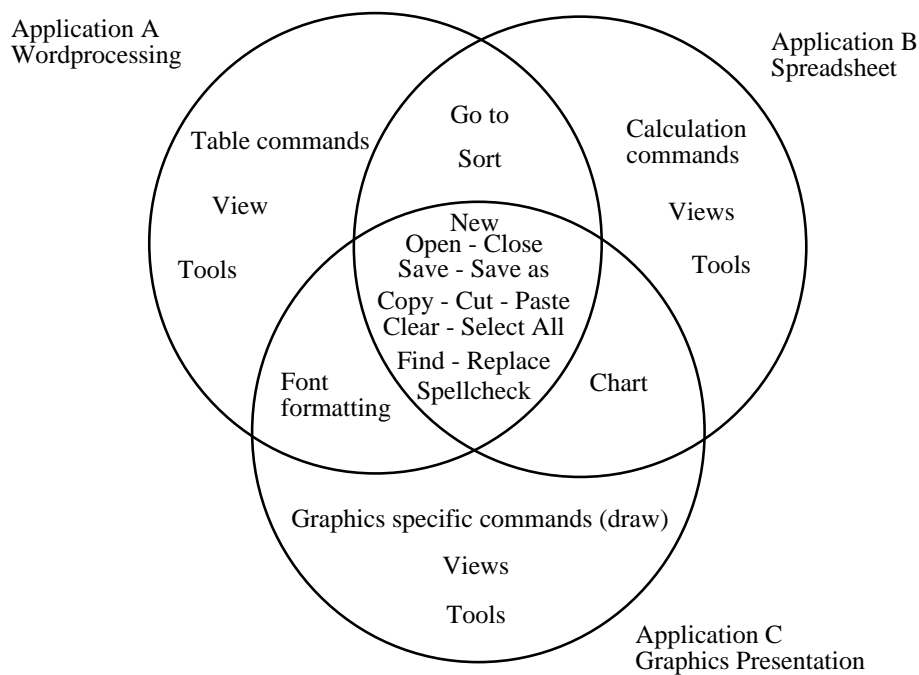 Application A
Wordprocessing
Application B
Spreadsheet
Go to
Sort
Table commands
Calculation
commands
View
Views
Tools
Tools
New
Open - Close
Save - Save as
Copy - Cut - Paste
Clear - Select All
Find - Replace
Spellcheck
Font
formatting
Chart
Graphics specific commands (draw)
Views
Tools
Application C
Graphics Presentation